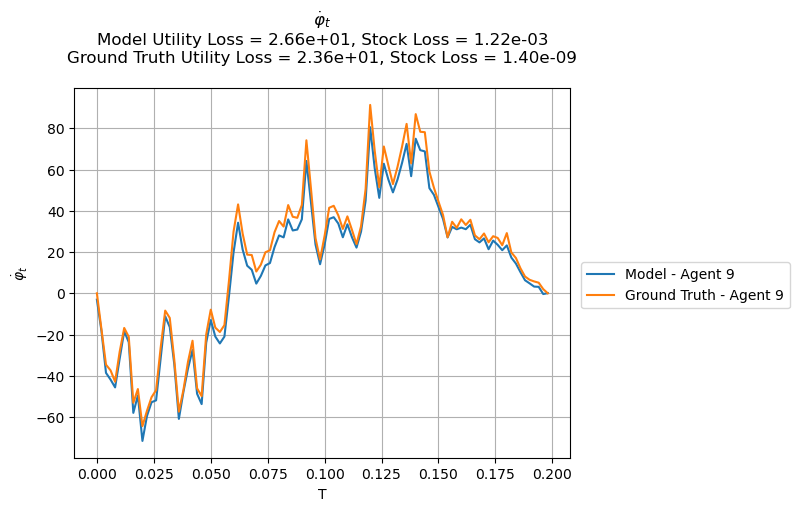 φ̇ₜ
Model Utility Loss = 2.66e+01, Stock Loss = 1.22e-03
Ground Truth Utility Loss = 2.36e+01, Stock Loss = 1.40e-09
80
60
40
20
0
−20
−40
−60
φ̇ₜ
0.000 0.025 0.050 0.075 0.100 0.125 0.150 0.175 0.200
T
Model - Agent 9
Ground Truth - Agent 9